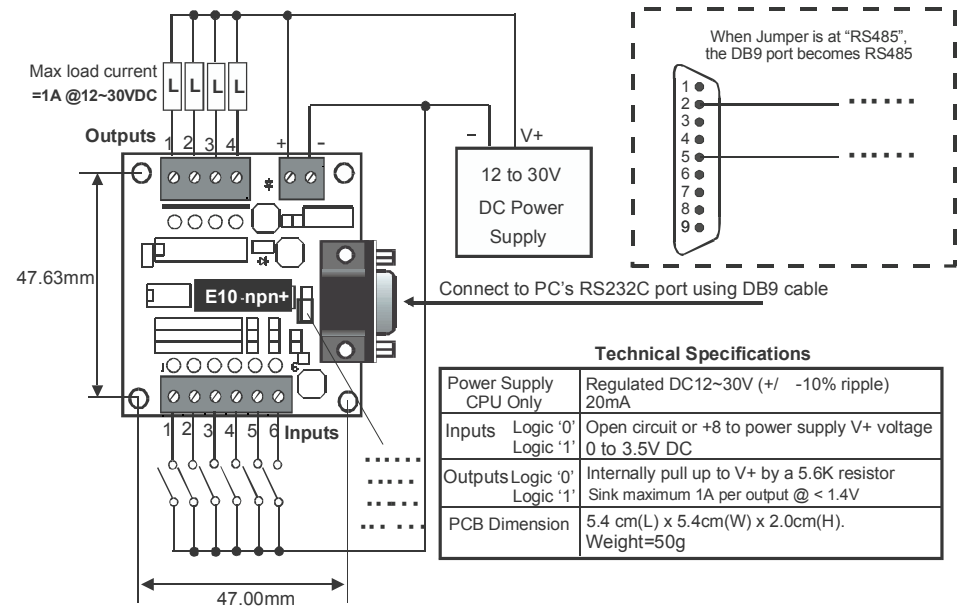 Max load current
=1A @12~30VDC
L L L L
Outputs 1 2 3 4 + -
– V+
12 to 30V
DC Power
Supply
When Jumper is at “RS485”,
the DB9 port becomes RS485
1
2
3
4
5
6
7
8
9
47.63mm
E10-npn+
Connect to PC's RS232C port using DB9 cable
1 2 3 4 5 6 Inputs
47.00mm
Technical Specifications
Power Supply Regulated DC12~30V (+/ -10% ripple)
CPU Only 20mA
Inputs Logic ‘0’ Open circuit or +8 to power supply V+ voltage
Logic ‘1’ 0 to 3.5V DC
Outputs Logic ‘0’ Internally pull up to V+ by a 5.6K resistor
Logic ‘1’ Sink maximum 1A per output @ < 1.4V
PCB Dimension 5.4 cm(L) x 5.4cm(W) x 2.0cm(H).
Weight=50g